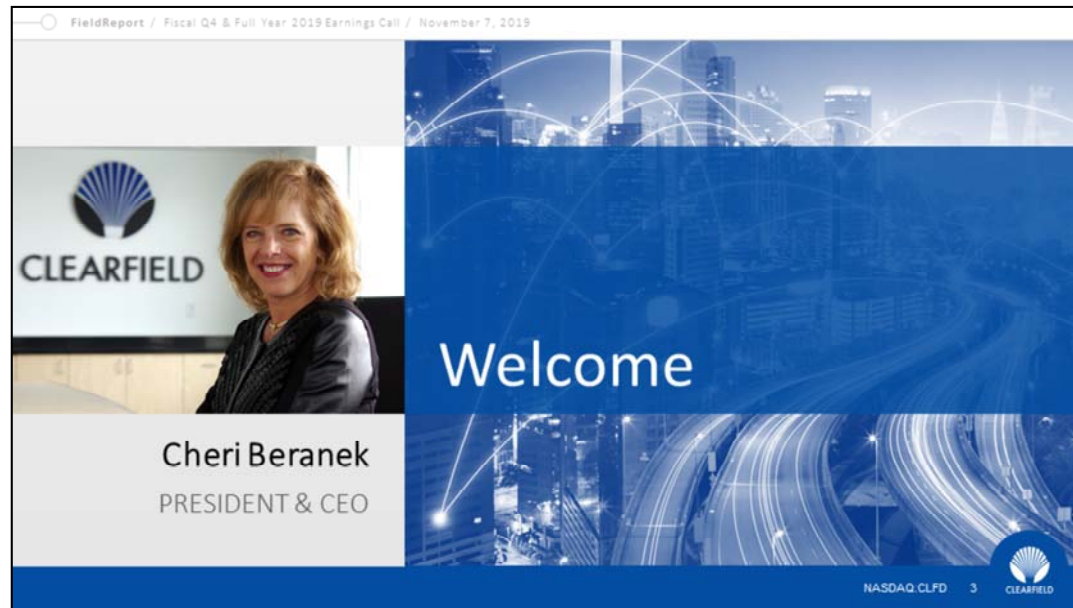 FieldReport / Fiscal Q4 & Full Year 2019 Earnings Call / November 7, 2019
CLEARFIELD
Welcome
Cheri Beranek
PRESIDENT & CEO
NASDAQ:CLFD 3 CLEARFIELD